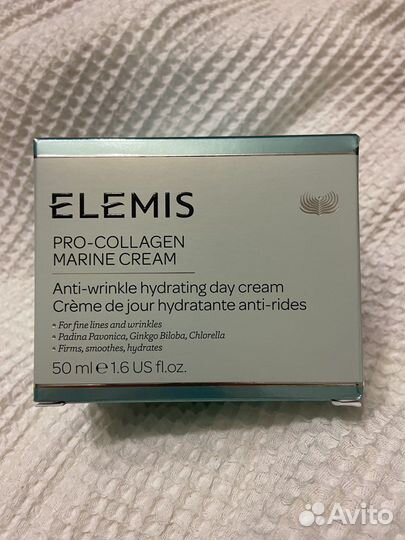 ELEMIS
PRO-COLLAGEN
MARINE CREAM
Anti-wrinkle hydrating day cream
Crème de jour hydratante anti-rides
• For fine lines and wrinkles
• Padina Pavonica, Ginkgo Biloba, Chlorella
• Firms, smoothes, hydrates
50 ml ℮ 1.6 US fl.oz.
Avito